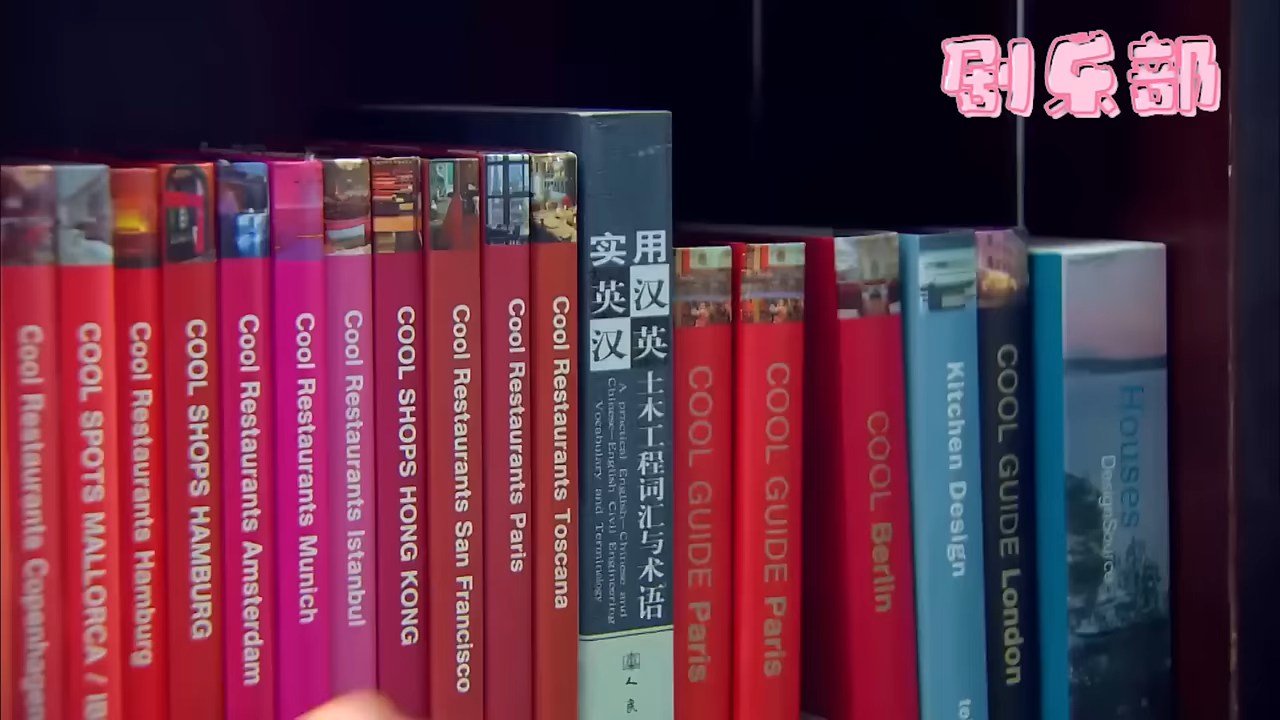 剧乐部
Cool Restaurante Copenhagen
COOL SPOTS MALLORCA /
Cool Restaurants Hamburg
COOL SHOPS HAMBURG
Cool Restaurants Amsterdam
Cool Restaurants Munich
Cool Restaurants Istanbul
COOL SHOPS HONG KONG
Cool Restaurants San Francisco
Cool Restaurants Paris
Cool Restaurants Toscana
实用
英汉
汉英
土木工程词汇与术语
A practical English—Chinese and
Chinese—English Civil Engineering
Vocabulary and Terminology
人民
COOL GUIDE Paris
COOL GUIDE Paris
COOL Berlin
Kitchen Design
te
COOL GUIDE London
Houses
DesignSource